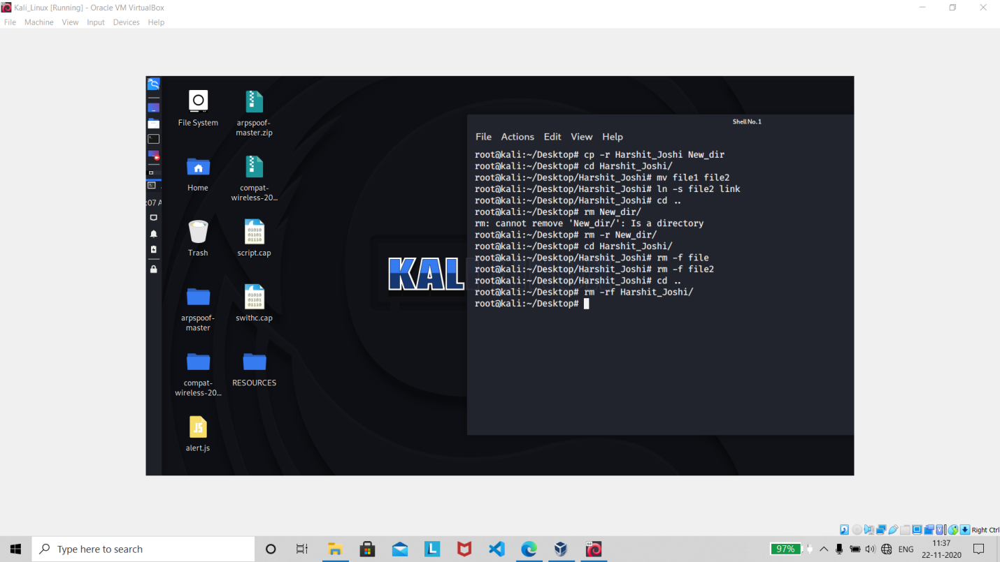 Kali_Linux [Running] - Oracle VM VirtualBox
File Machine View Input Devices Help
File System
arpspoof-
master.zip
Home
compat-
wireless-20...
Trash
script.cap
arpspoof-
master
swithc.cap
compat-
wireless-20...
RESOURCES
JS
alert.js
:07 A
KAL
Shell No. 1
File Actions Edit View Help
root@kali:~/Desktop# cp -r Harshit_Joshi New_dir
root@kali:~/Desktop# cd Harshit_Joshi/
root@kali:~/Desktop/Harshit_Joshi# mv file1 file2
root@kali:~/Desktop/Harshit_Joshi# ln -s file2 link
root@kali:~/Desktop/Harshit_Joshi# cd ..
root@kali:~/Desktop# rm New_dir/
rm: cannot remove 'New_dir/': Is a directory
root@kali:~/Desktop# rm -r New_dir/
root@kali:~/Desktop# cd Harshit_Joshi/
root@kali:~/Desktop/Harshit_Joshi# rm -f file
root@kali:~/Desktop/Harshit_Joshi# rm -f file2
root@kali:~/Desktop/Harshit_Joshi# cd ..
root@kali:~/Desktop# rm -rf Harshit_Joshi/
root@kali:~/Desktop#
Right Ctrl
Type here to search
97%
ENG
11:37
22-11-2020